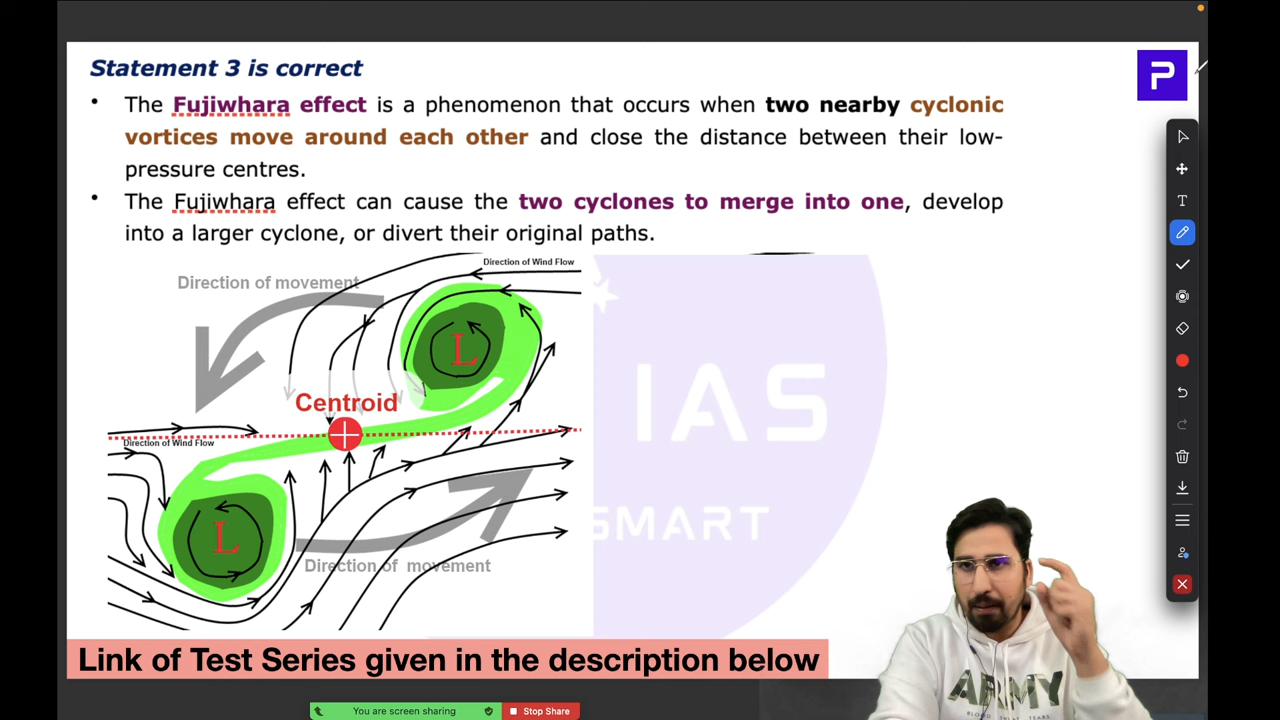 Statement 3 is correct
P
• The Fujiwhara effect is a phenomenon that occurs when two nearby cyclonic
vortices move around each other and close the distance between their low-
pressure centres.
• The Fujiwhara effect can cause the two cyclones to merge into one, develop
into a larger cyclone, or divert their original paths.
Direction of Wind Flow
Direction of movement
L
Centroid
Direction of Wind Flow
L
Direction of movement
IAS
SMART
T
ARMY
Link of Test Series given in the description below
You are screen sharing
Stop Share